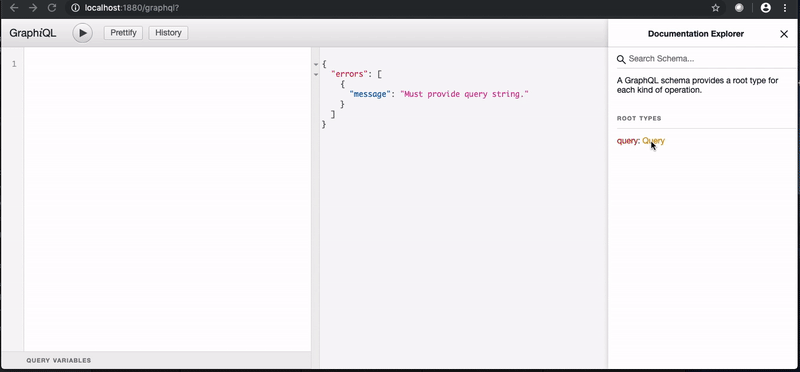 localhost:1880/graphql?
GraphiQL
Prettify
History
Documentation Explorer
Search Schema...
A GraphQL schema provides a root type for
each kind of operation.
ROOT TYPES
query: Query
1
{
"errors": [
{
"message": "Must provide query string."
}
]
}
QUERY VARIABLES